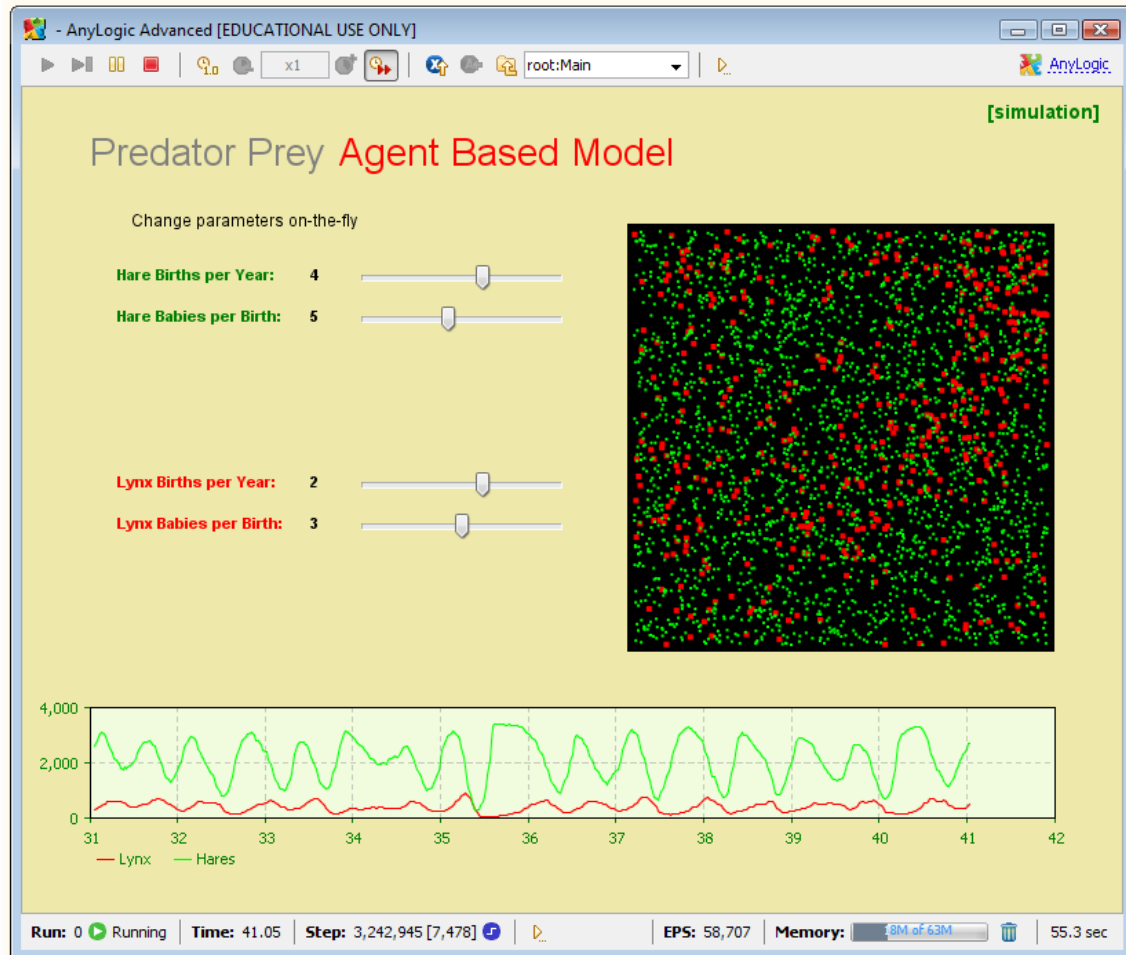 - AnyLogic Advanced [EDUCATIONAL USE ONLY]
x1 root:Main AnyLogic
[simulation]
Predator Prey Agent Based Model
Change parameters on-the-fly
Hare Births per Year: 4
Hare Babies per Birth: 5
Lynx Births per Year: 2
Lynx Babies per Birth: 3
4,000
2,000
0
31 32 33 34 35 36 37 38 39 40 41 42
Lynx Hares
Run: 0 Running Time: 41.05 Step: 3,242,945 [7,478] EPS: 58,707 Memory: 8M of 63M 55.3 sec